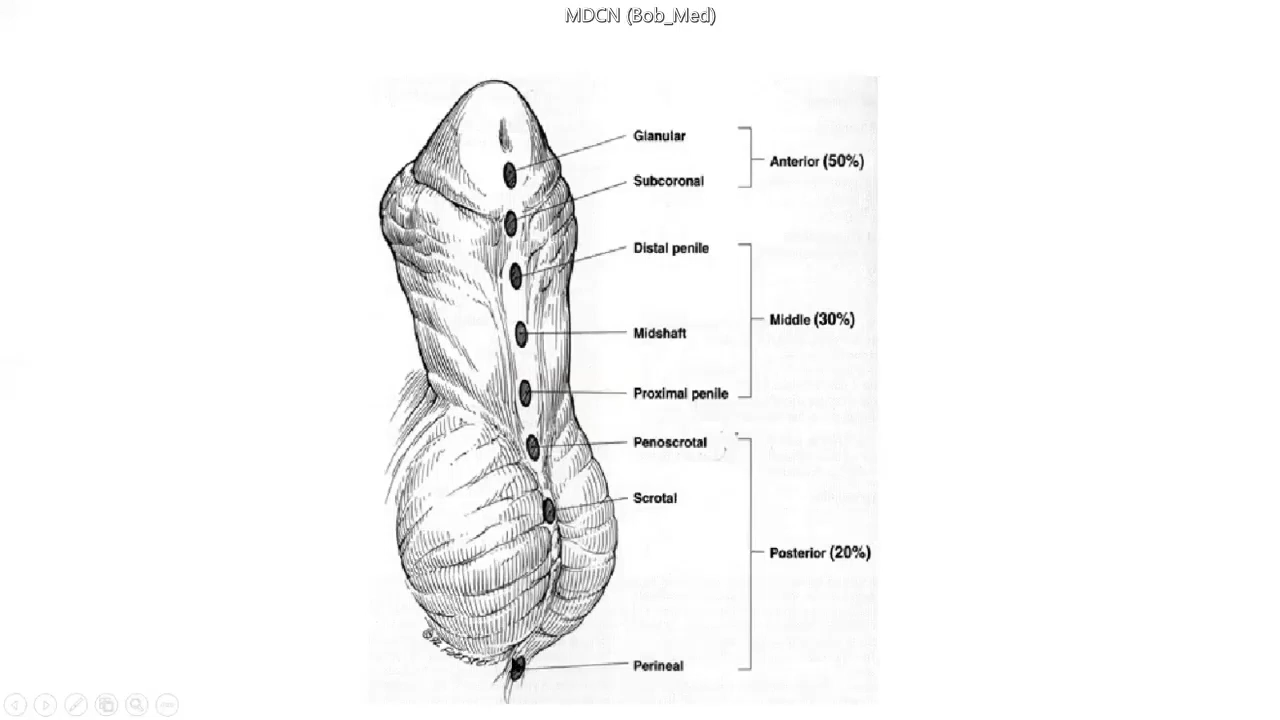 MDCN (Bob_Med)
Glanular
Anterior (50%)
Subcoronal
Distal penile
Middle (30%)
Midshaft
Proximal penile
Penoscrotal
Scrotal
Posterior (20%)
Perineal